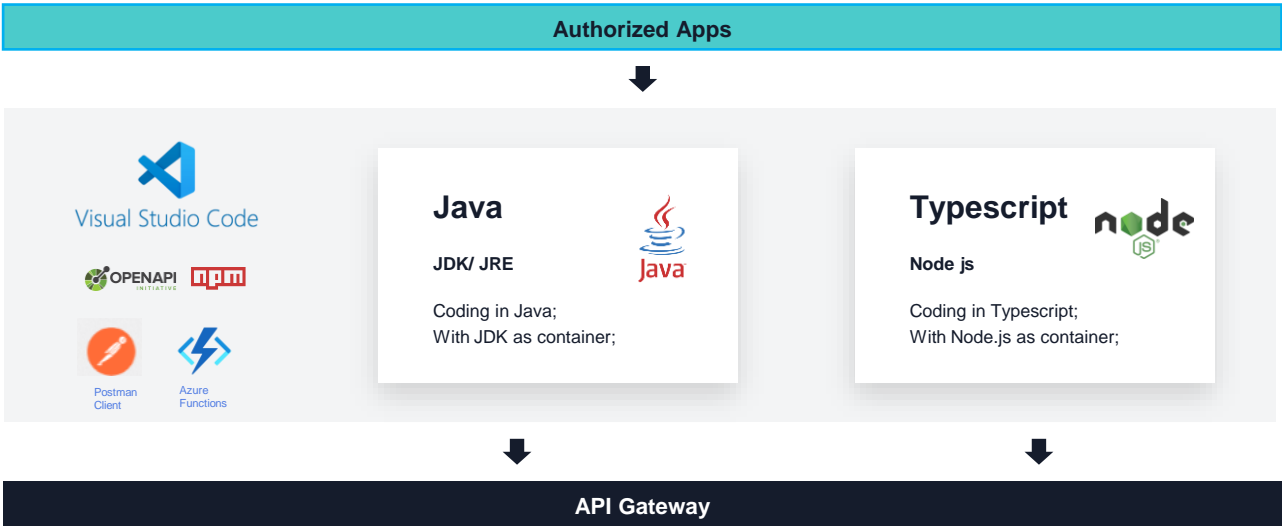 Authorized Apps
Visual Studio Code
OPENAPI
INITIATIVE
npm
Postman
Client
Azure
Functions
Java
JDK/ JRE
Java
Coding in Java;
With JDK as container;
Typescript
node
JS
Node js
Coding in Typescript;
With Node.js as container;
API Gateway